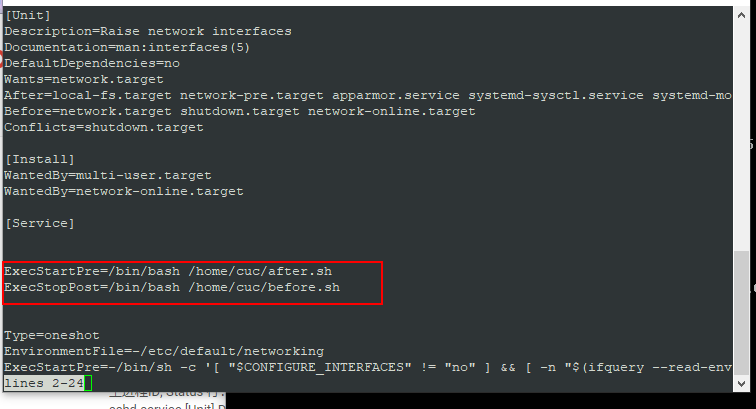 [Unit]
Description=Raise network interfaces
Documentation=man:interfaces(5)
DefaultDependencies=no
Wants=network.target
After=local-fs.target network-pre.target apparmor.service systemd-sysctl.service systemd-mo
Before=network.target shutdown.target network-online.target
Conflicts=shutdown.target
[Install]
WantedBy=multi-user.target
WantedBy=network-online.target
[Service]
ExecStartPre=/bin/bash /home/cuc/after.sh
ExecStopPost=/bin/bash /home/cuc/before.sh
Type=oneshot
EnvironmentFile=-/etc/default/networking
ExecStartPre=-/bin/sh -c '[ "$CONFIGURE_INTERFACES" != "no" ] && [ -n "$(ifquery --read-env
lines 2-24